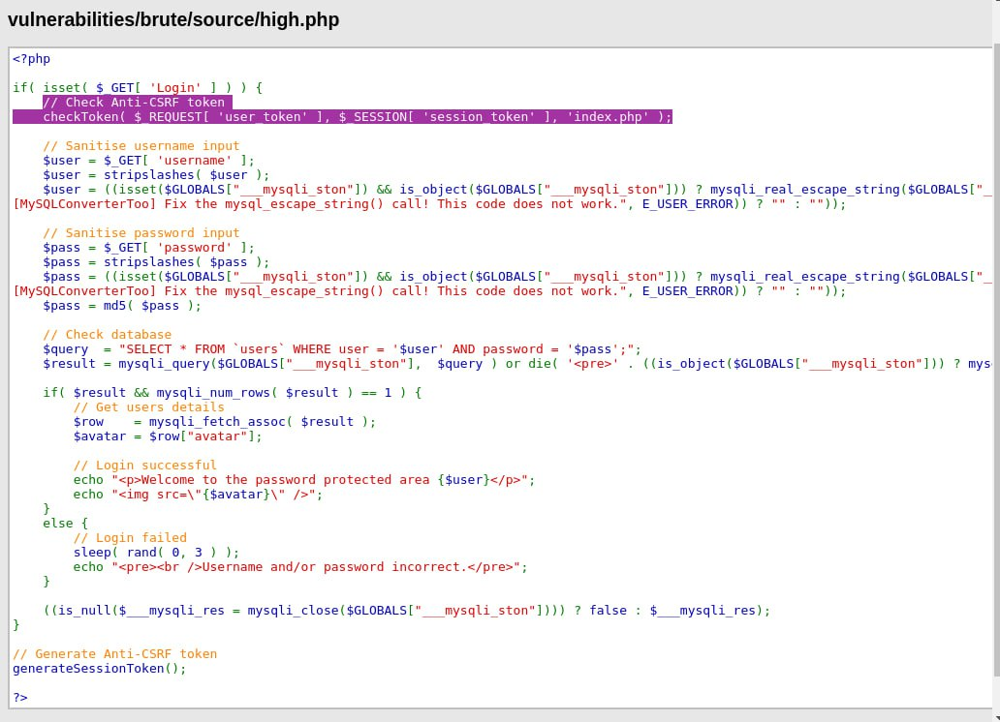 vulnerabilities/brute/source/high.php
<?php
if( isset( $_GET[ 'Login' ] ) ) {
    // Check Anti-CSRF token
    checkToken( $_REQUEST[ 'user_token' ], $_SESSION[ 'session_token' ], 'index.php' );
    // Sanitise username input
    $user = $_GET[ 'username' ];
    $user = stripslashes( $user );
    $user = ((isset($GLOBALS["___mysqli_ston"]) && is_object($GLOBALS["___mysqli_ston"])) ? mysqli_real_escape_string($GLOBALS["_
[MySQLConverterToo] Fix the mysql_escape_string() call! This code does not work.", E_USER_ERROR)) ? "" : ""));
    // Sanitise password input
    $pass = $_GET[ 'password' ];
    $pass = stripslashes( $pass );
    $pass = ((isset($GLOBALS["___mysqli_ston"]) && is_object($GLOBALS["___mysqli_ston"])) ? mysqli_real_escape_string($GLOBALS["_
[MySQLConverterToo] Fix the mysql_escape_string() call! This code does not work.", E_USER_ERROR)) ? "" : ""));
    $pass = md5( $pass );
    // Check database
    $query  = "SELECT * FROM `users` WHERE user = '$user' AND password = '$pass';";
    $result = mysqli_query($GLOBALS["___mysqli_ston"],  $query ) or die( '<pre>' . ((is_object($GLOBALS["___mysqli_ston"])) ? mys
    if( $result && mysqli_num_rows( $result ) == 1 ) {
        // Get users details
        $row    = mysqli_fetch_assoc( $result );
        $avatar = $row["avatar"];
        // Login successful
        echo "<p>Welcome to the password protected area {$user}</p>";
        echo "<img src=\"{$avatar}\" />";
    }
    else {
        // Login failed
        sleep( rand( 0, 3 ) );
        echo "<pre><br />Username and/or password incorrect.</pre>";
    }
    ((is_null($___mysqli_res = mysqli_close($GLOBALS["___mysqli_ston"]))) ? false : $___mysqli_res);
}
// Generate Anti-CSRF token
generateSessionToken();
?>